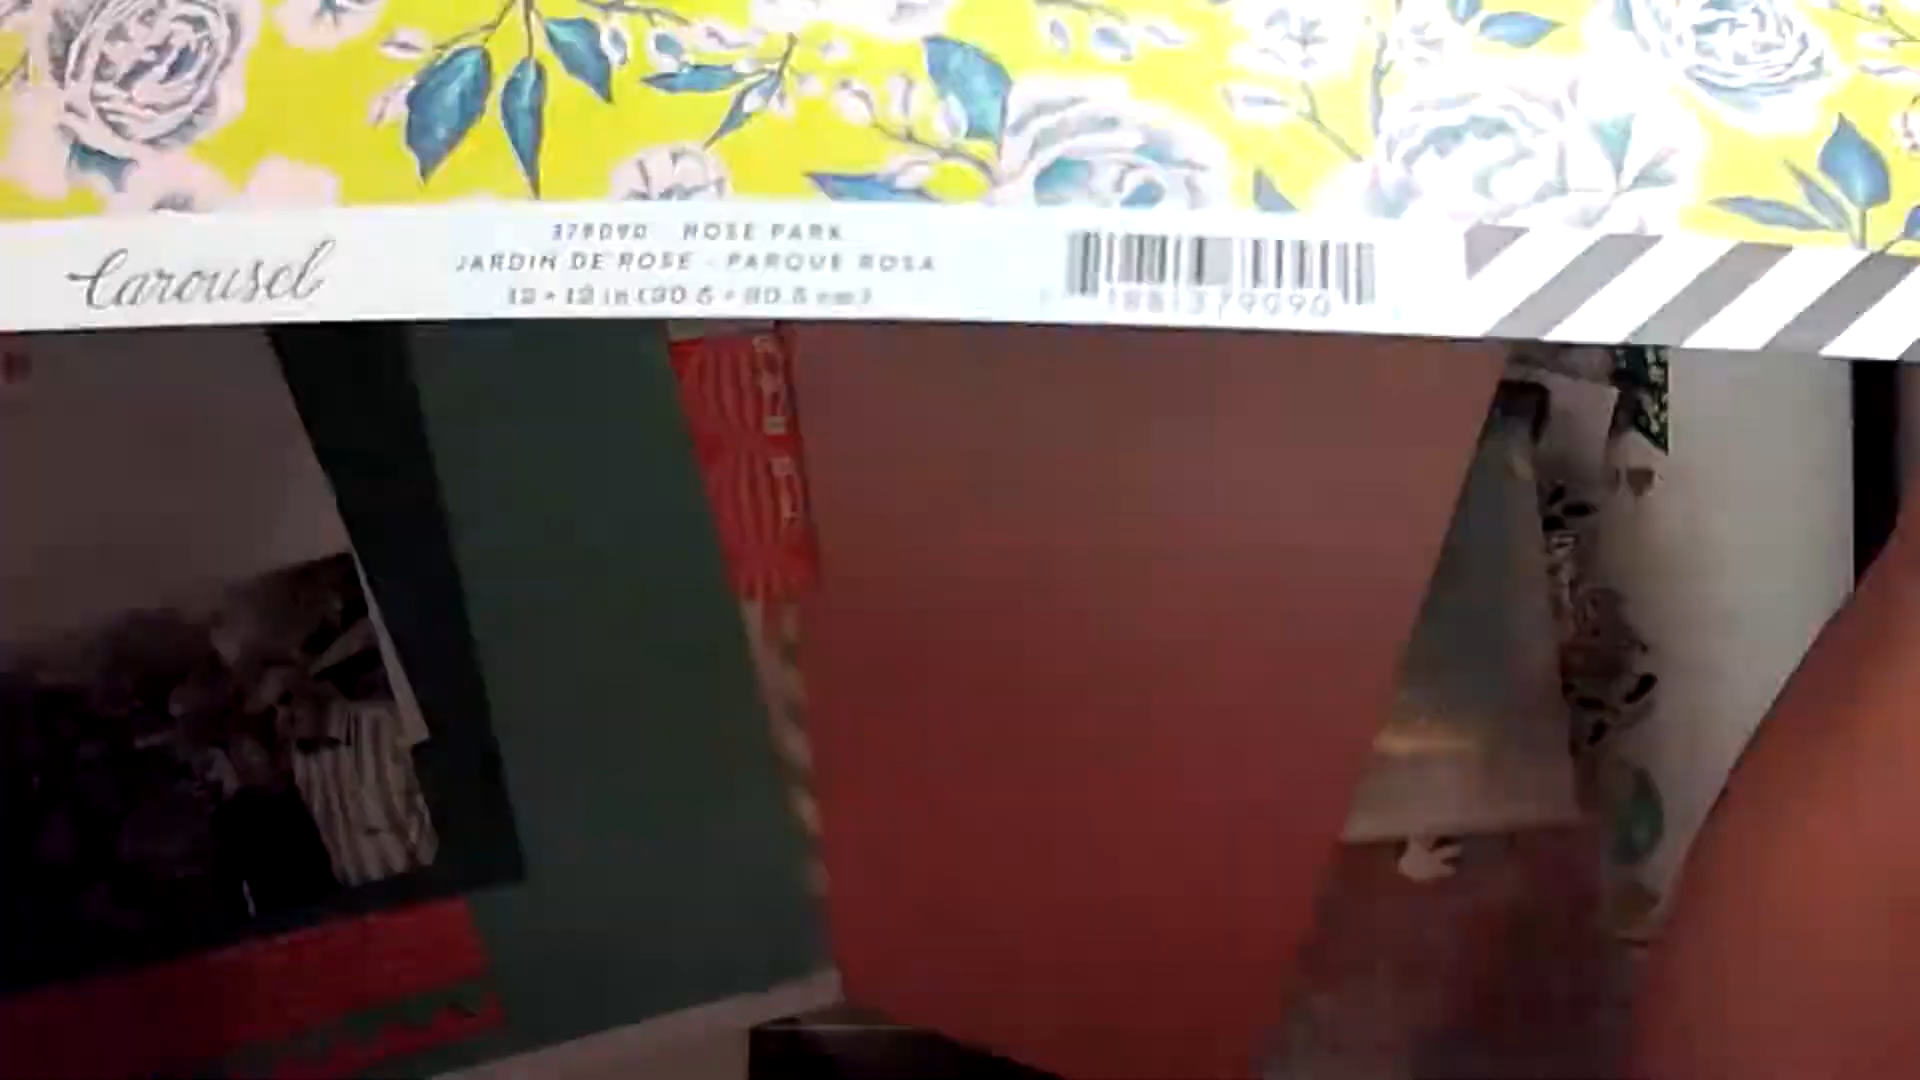 Carousel
379090 ROSE PARK
JARDIN DE ROSE - PARQUE ROSA
12 × 12 in (30.5 × 30.5 cm)